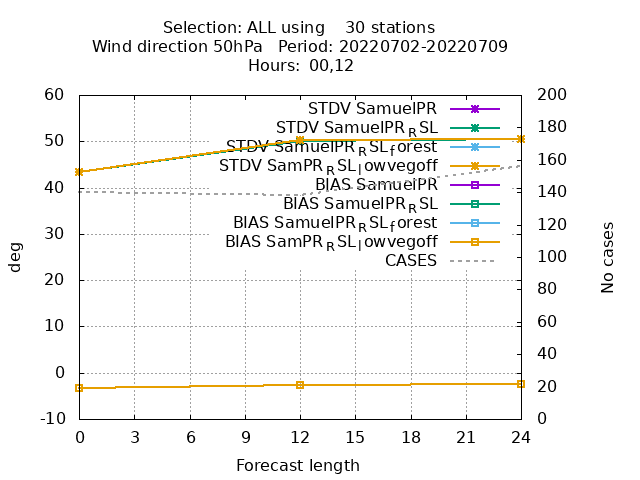 Selection: ALL using    30 stations
Wind direction 50hPa   Period: 20220702-20220709
Hours: 00,12
STDV SamuelPR
STDV SamuelPR_RSL
STDV SamuelPR_RSL_forest
STDV SamPR_RSL_lowvegoff
BIAS SamuelPR
BIAS SamuelPR_RSL
BIAS SamuelPR_RSL_forest
BIAS SamPR_RSL_lowvegoff
CASES
60
50
40
30
20
10
0
-10
deg
200
180
160
140
120
100
80
60
40
20
0
No cases
0 3 6 9 12 15 18 21 24
Forecast length